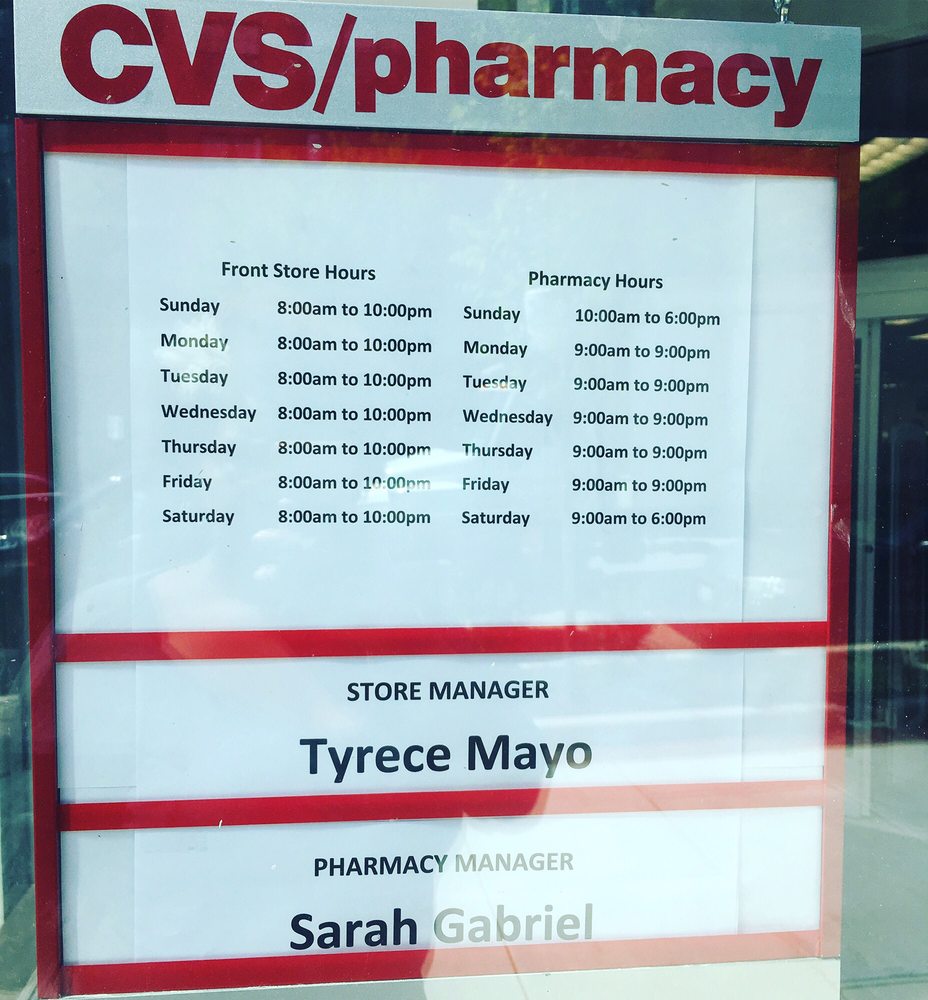 CVS/pharmacy
Front Store Hours
Sunday 8:00am to 10:00pm
Monday 8:00am to 10:00pm
Tuesday 8:00am to 10:00pm
Wednesday 8:00am to 10:00pm
Thursday 8:00am to 10:00pm
Friday 8:00am to 10:00pm
Saturday 8:00am to 10:00pm
Pharmacy Hours
Sunday 10:00am to 6:00pm
Monday 9:00am to 9:00pm
Tuesday 9:00am to 9:00pm
Wednesday 9:00am to 9:00pm
Thursday 9:00am to 9:00pm
Friday 9:00am to 9:00pm
Saturday 9:00am to 6:00pm
STORE MANAGER
Tyrece Mayo
PHARMACY MANAGER
Sarah Gabriel